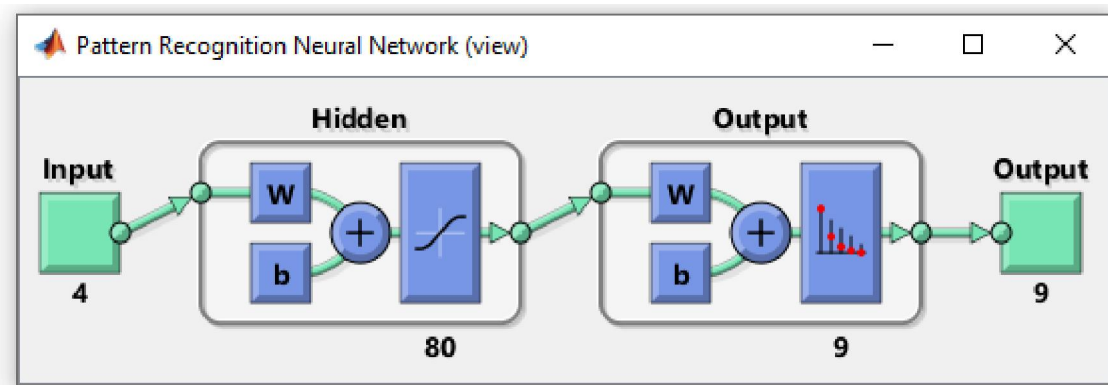 Pattern Recognition Neural Network (view)
Hidden
Output
Input
Output
W
b
W
b
4
80
9
9